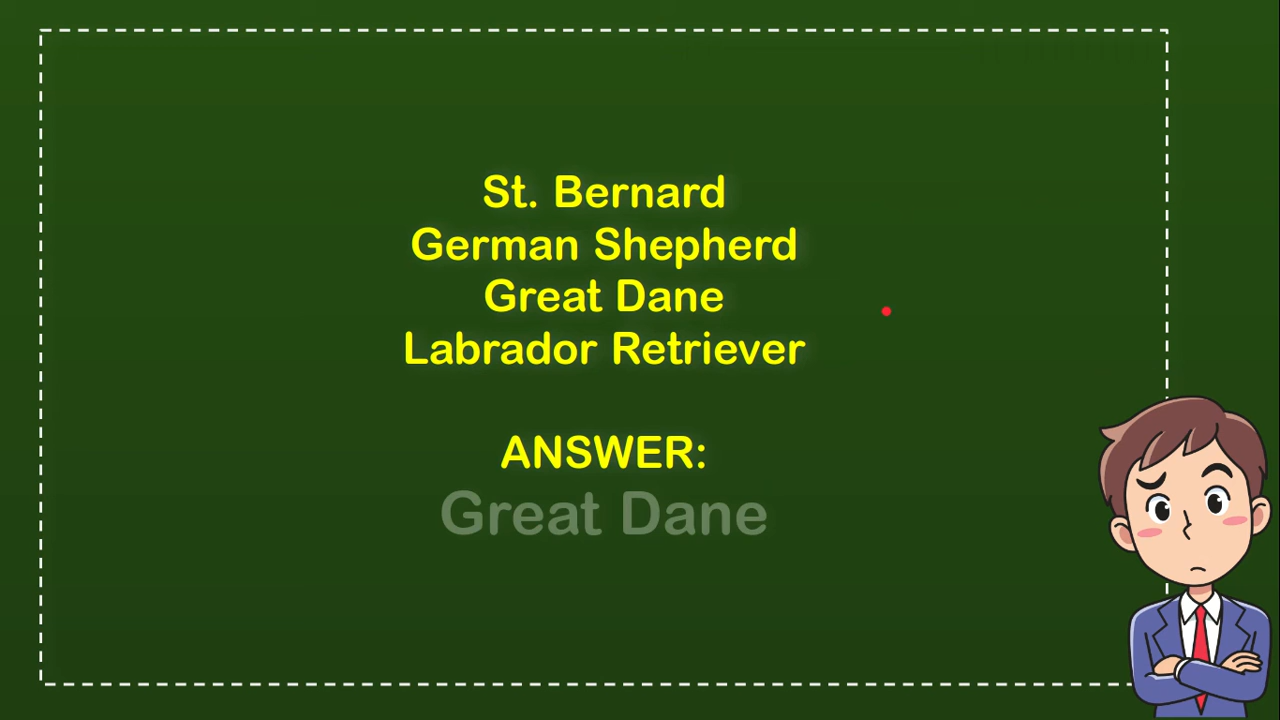 St. Bernard
German Shepherd
Great Dane
Labrador Retriever
ANSWER:
Great Dane